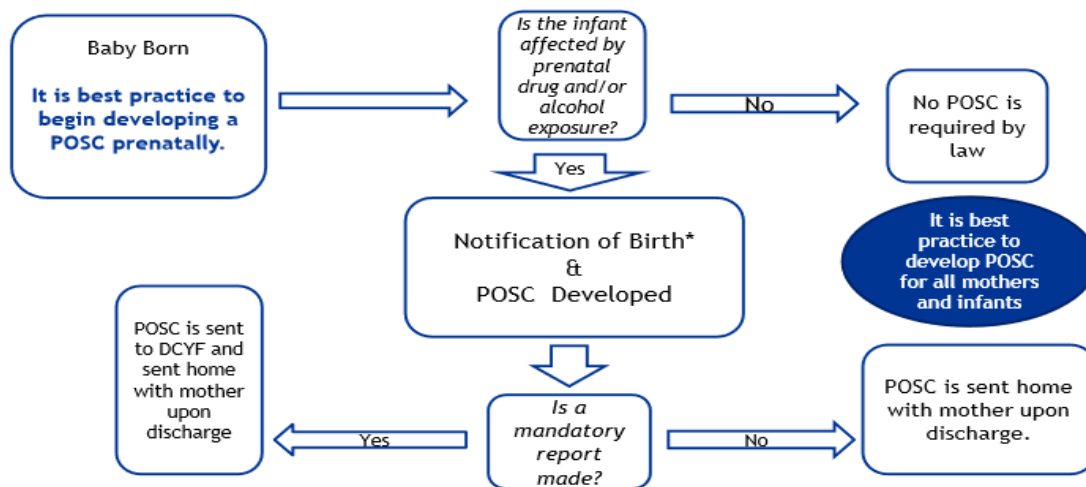 Baby Born
It is best practice to
begin developing a
POSC prenatally.
Is the infant
affected by
prenatal drug
and/or alcohol
exposure?
No
No POSC is
required by
law
Yes
It is best
practice to
develop POSC
for all mothers
and infants
Notification of Birth*
&
POSC Developed
POSC is sent
to DCYF and
sent home
with mother
upon
discharge
Yes
Is a
mandatory
report
made?
No
POSC is sent home
with mother upon
discharge.